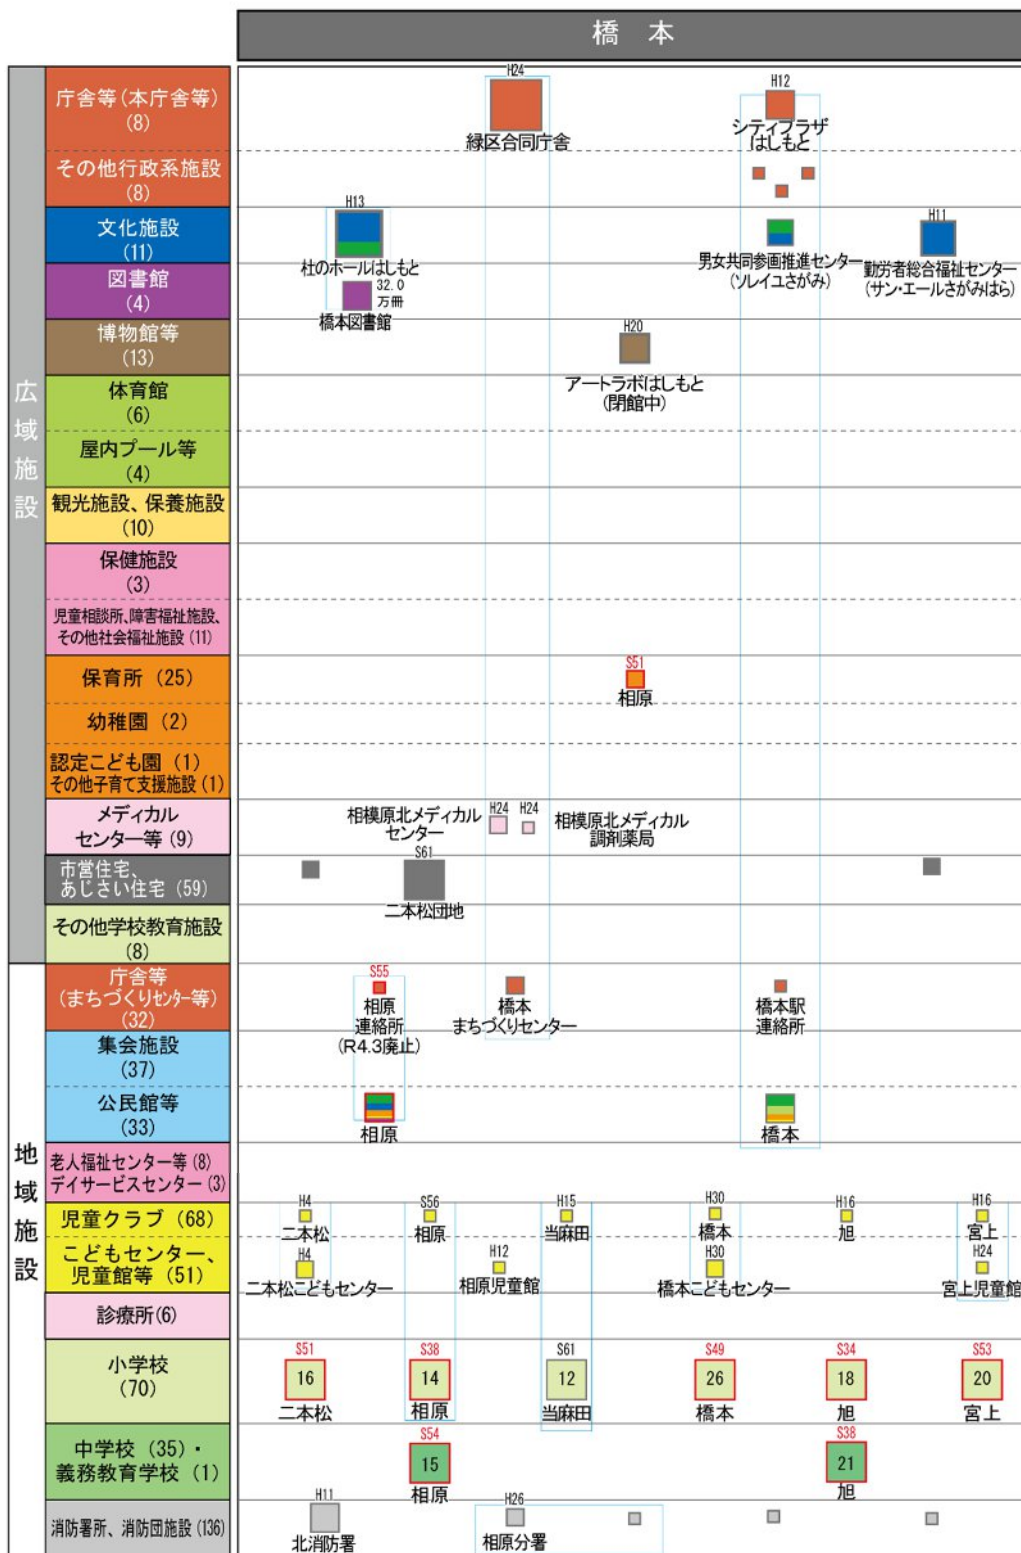 橋 本
広域施設
庁舎等(本庁舎等)
(8)
H24
緑区合同庁舎
H12
シティプラザ
はしもと
その他行政系施設
(8)
文化施設
(11)
H13
杜のホールはしもと
男女共同参画推進センター
(ソレイユさがみ)
H11
勤労者総合福祉センター
(サン・エールさがみはら)
図書館
(4)
32.0
万冊
橋本図書館
博物館等
(13)
H20
アートラボはしもと
(閉館中)
体育館
(6)
屋内プール等
(4)
観光施設、保養施設
(10)
保健施設
(3)
児童相談所、障害福祉施設、
その他社会福祉施設(11)
保育所 (25)
S51
相原
幼稚園 (2)
認定こども園 (1)
その他子育て支援施設(1)
メディカル
センター等 (9)
相模原北メディカル
センター
H24
H24
相模原北メディカル
調剤薬局
市営住宅、
あじさい住宅 (59)
S61
二本松団地
その他学校教育施設
(8)
地域施設
庁舎等
(まちづくりセンター等)
(32)
S55
相原
連絡所
(R4.3廃止)
橋本
まちづくりセンター
橋本駅
連絡所
集会施設
(37)
公民館等
(33)
相原
橋本
老人福祉センター等(8)
デイサービスセンター(3)
児童クラブ (68)
H4
二本松
S56
相原
H15
当麻田
H30
橋本
H16
旭
H16
宮上
こどもセンター、
児童館等 (51)
H4
二本松こどもセンター
H12
相原児童館
H30
橋本こどもセンター
H24
宮上児童館
診療所(6)
小学校
(70)
S51
16
二本松
S38
14
相原
S61
12
当麻田
S49
26
橋本
S34
18
旭
S53
20
宮上
中学校 (35)・
義務教育学校 (1)
S54
15
相原
S38
21
旭
消防署所、消防団施設(136)
H11
北消防署
H26
相原分署